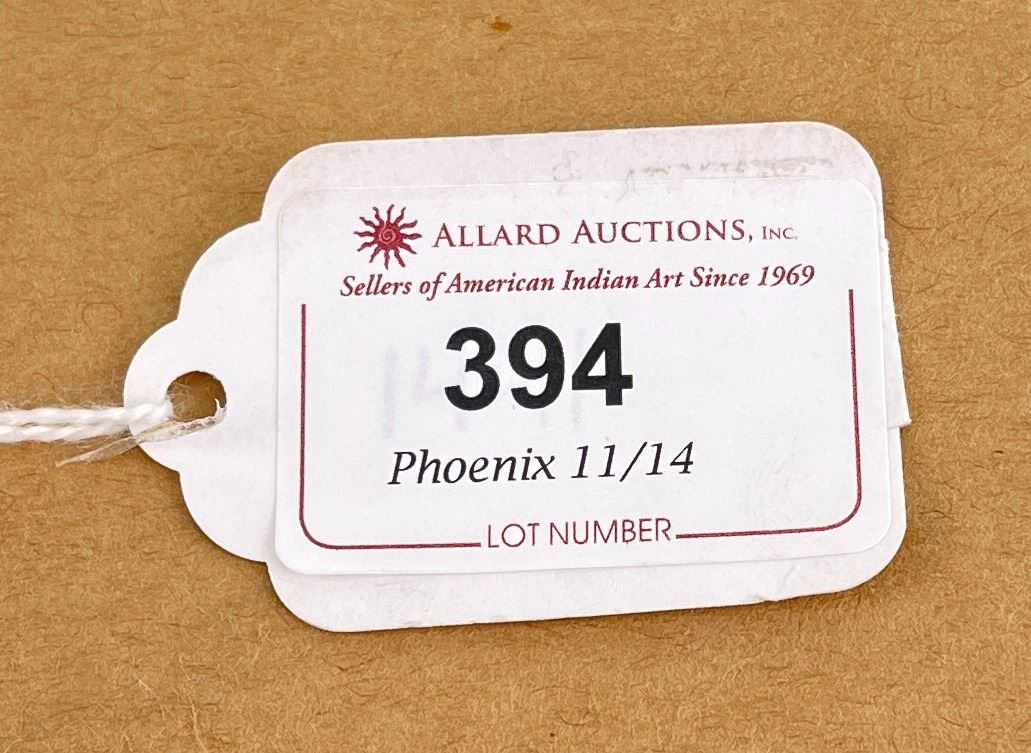 ALLARD AUCTIONS, INC.
Sellers of American Indian Art Since 1969
394
Phoenix 11/14
LOT NUMBER